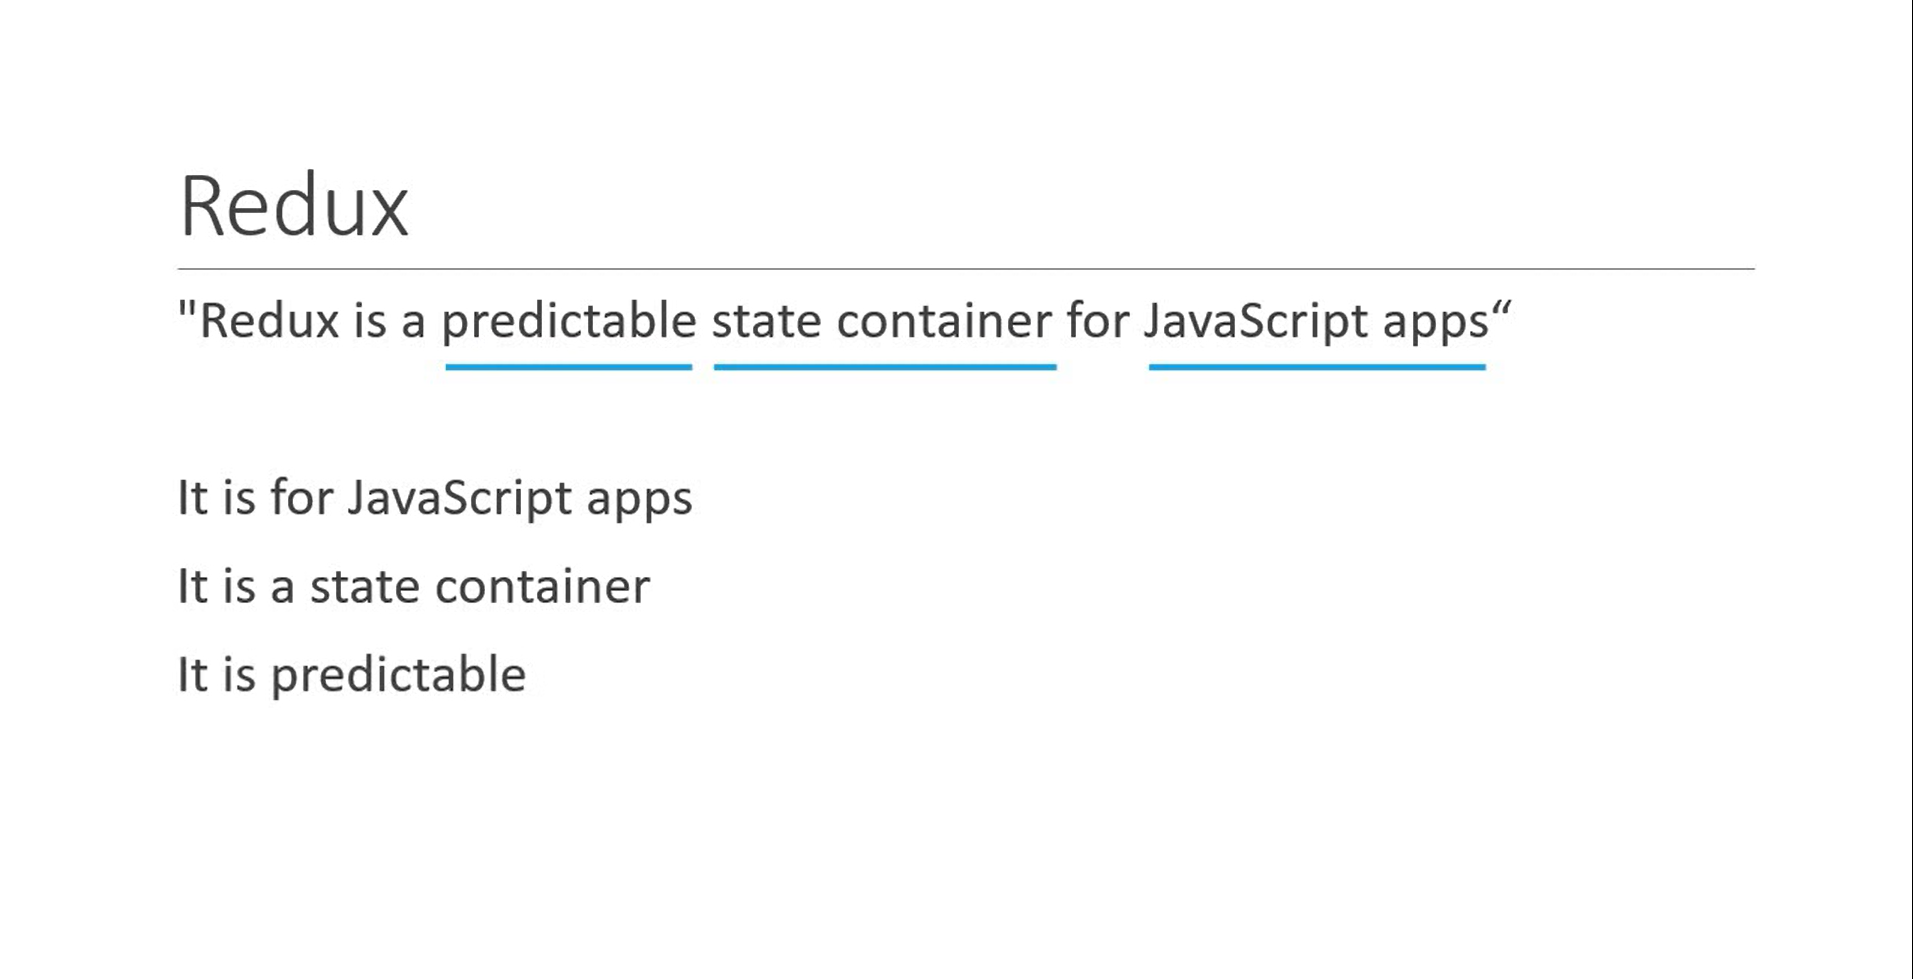 Redux
"Redux is a predictable state container for JavaScript apps“
It is for JavaScript apps
It is a state container
It is predictable